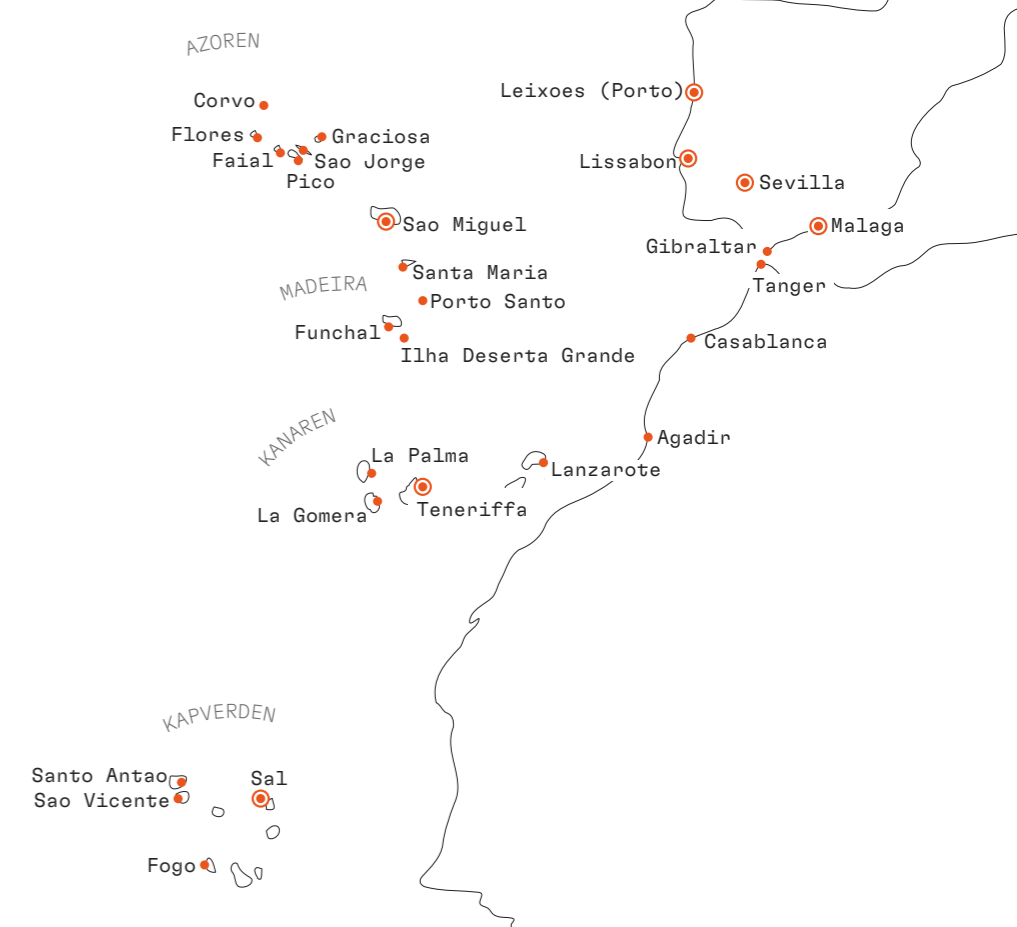 AZOREN
Corvo
Leixoes (Porto)
Flores
Graciosa
Faial
Sao Jorge
Pico
Lissabon
Sevilla
Sao Miguel
Malaga
Gibraltar
Santa Maria
Tanger
MADEIRA
Porto Santo
Funchal
Ilha Deserta Grande
Casablanca
KANAREN
Agadir
La Palma
Lanzarote
La Gomera
Teneriffa
KAPVERDEN
Santo Antao
Sal
Sao Vicente
Fogo